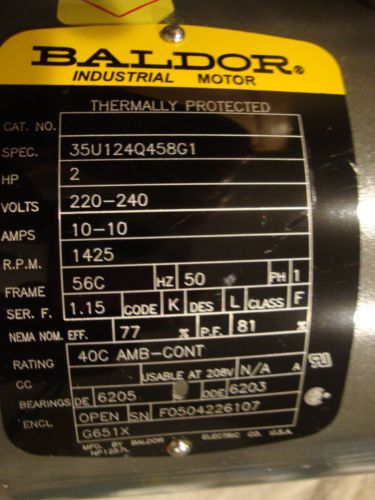 BALDOR®
INDUSTRIAL MOTOR
THERMALLY PROTECTED
CAT. NO.
SPEC. 35U124Q458G1
HP 2
VOLTS 220-240
AMPS 10-10
R.P.M. 1425
FRAME 56C HZ 50 PH 1
SER. F. 1.15 CODE K DES L CLASS F
NEMA NOM. EFF. 77 % P.F. 81 %
RATING 40C AMB-CONT
CC USABLE AT 208V N/A A
BEARINGS DE 6205 ODE 6203
ENCL OPEN SN F0504226107
G651X
MFG. BY BALDOR ELECTRIC CO. U.S.A.